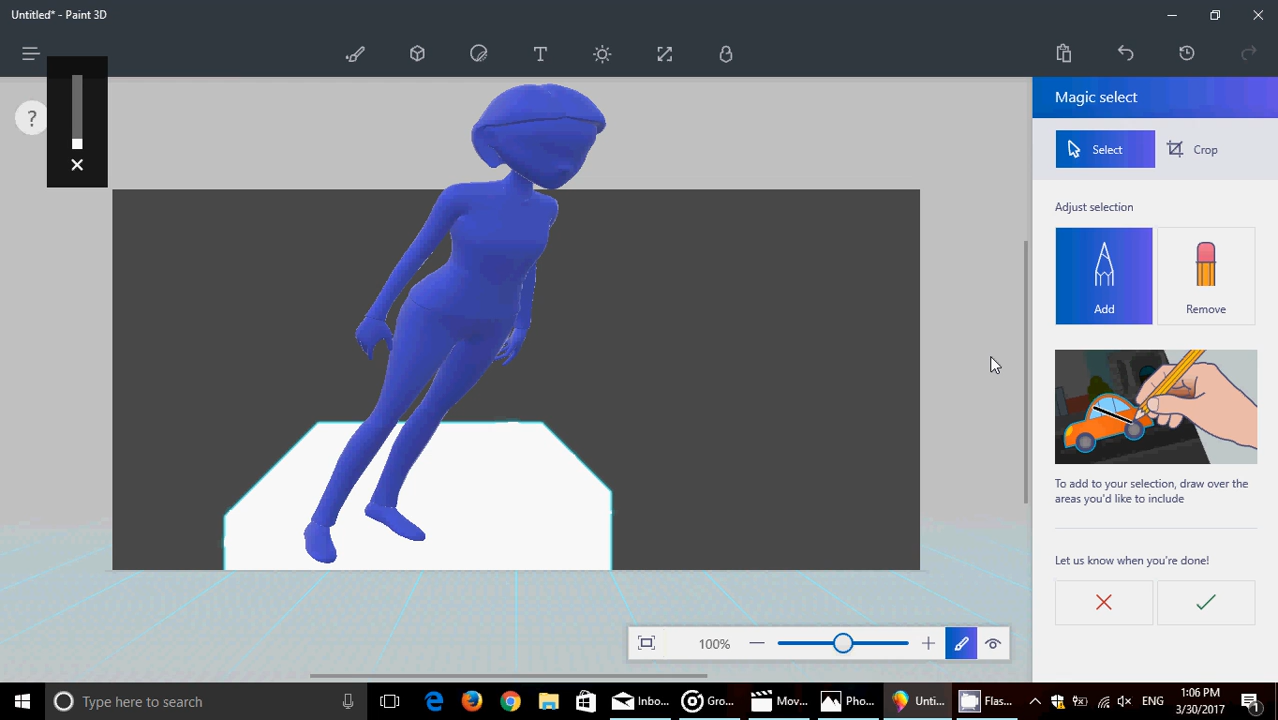 Untitled* - Paint 3D
?
Magic select
Select
Crop
Adjust selection
Add
Remove
To add to your selection, draw over the
areas you'd like to include
Let us know when you're done!
100%
Type here to search
Inbo...
Gro...
Mov...
Pho...
Unti...
Flas...
ENG
1:06 PM
3/30/2017
1